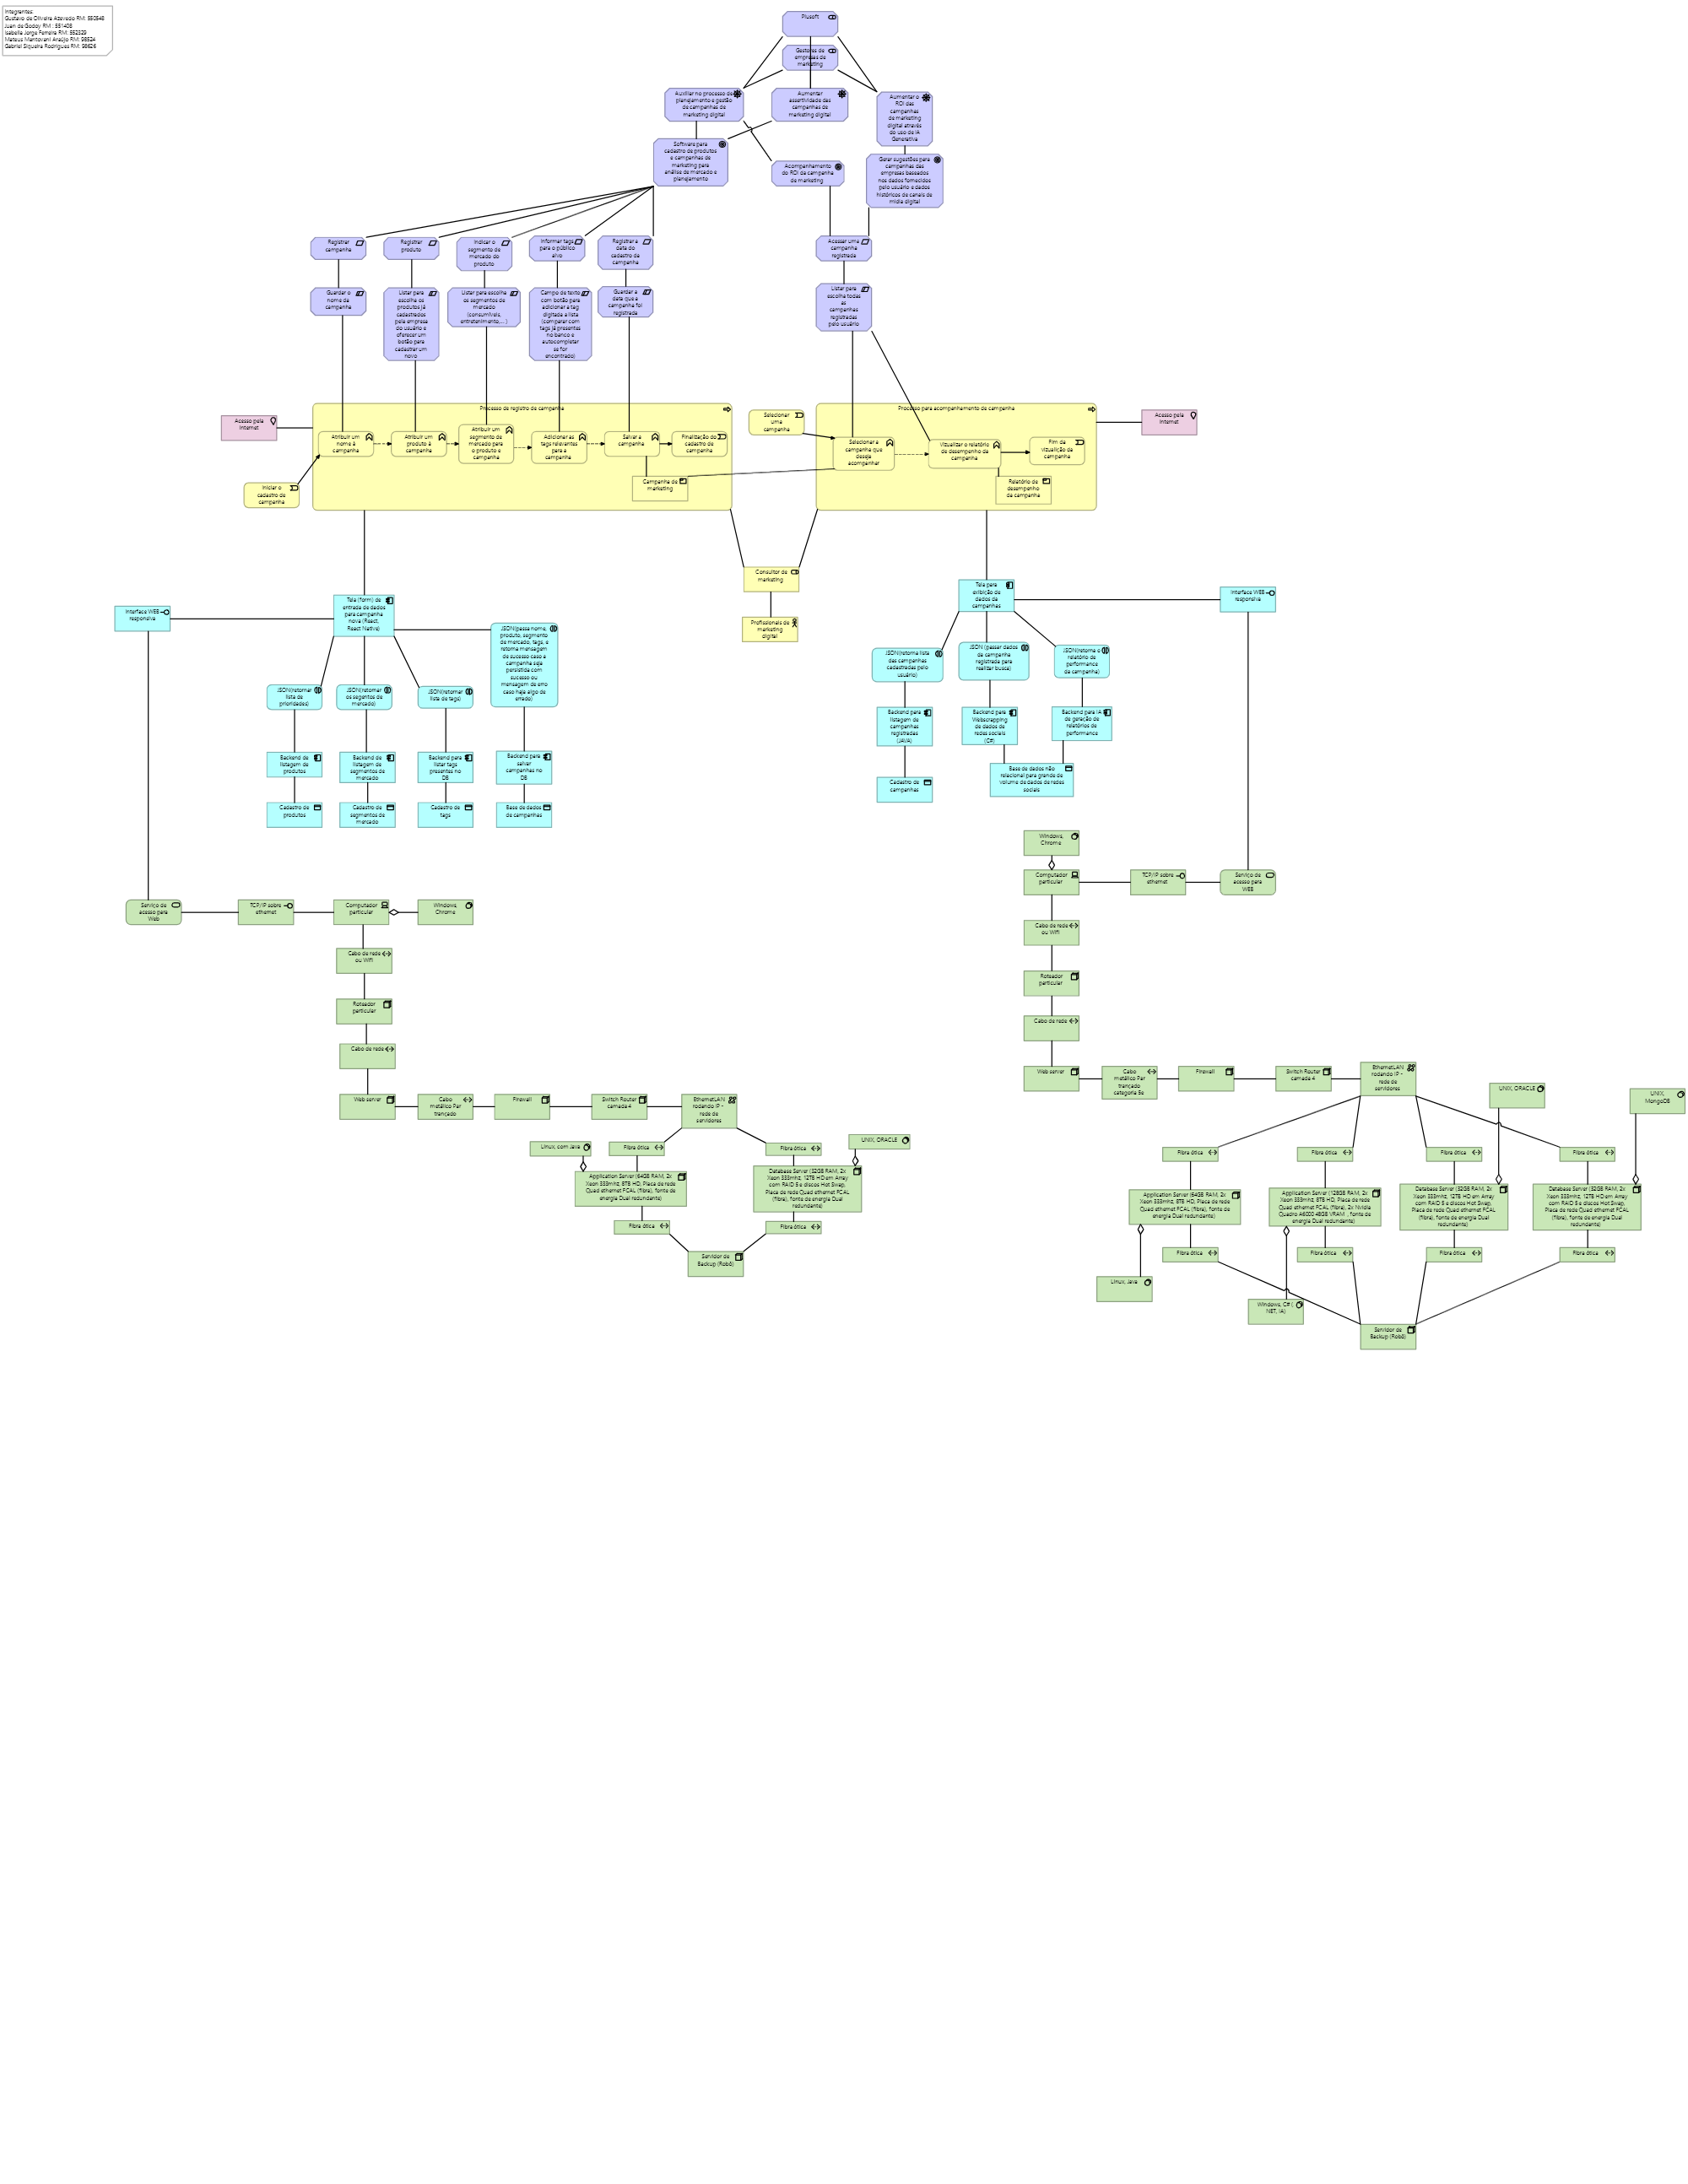 Integrantes:
Gustavo de Oliveira Azevedo RM: 550548
Juan de Godoy RM : 551408
Isabella Jorge Ferreira RM: 552329
Mateus Mantovani Araújo RM: 98524
Gabriel Siqueira Rodrigues RM: 98626
Plusoft
Gestores de
empresas de
marketing
Auxiliar no processo de
planejamento e gestão
de campanhas de
marketing digital
Aumentar
assertividade das
campanhas de
marketing digital
Aumentar o
ROI das
campanhas
de marketing
digital através
do uso de IA
Generativa
Software para
cadastro de produtos
e campanhas de
marketing para
análise de mercado e
planejamento
Acompanhamento
do ROI da campanha
de marketing
Gerar sugestões para
campanhas das
empresas baseados
nos dados fornecidos
pelo usuário e dados
históricos de canais de
mídia digital
Registrar
campanha
Registrar
produto
Indicar o
segmento de
mercado do
produto
Informar tags
para o público
alvo
Registrar a
data do
cadastro da
campanha
Acessar uma
campanha
registrada
Guardar o
nome da
campanha
Listar para
escolha os
produtos já
cadastrados
pela empresa
do usuário e
oferecer um
botão para
cadastrar um
novo
Listar para escolha
os segmentos de
mercado
(consumíveis,
entretenimento,...)
Campo de texto
com botão para
adicionar a tag
digitada a lista
(comparar com
tags já presentes
no banco e
autocompletar
se for
encontrado)
Guardar a
data que a
campanha foi
registrada
Listar para
escolha todas
as
campanhas
registradas
pelo usuário
Acesso pela
Internet
Processo de registro de campanha
Atribuir um
nome à
campanha
Atribuir um
produto à
campanha
Atribuir um
segmento de
mercado para
o produto e
campanha
Adicionar as
tags relevantes
para a
campanha
Salvar a
campanha
Finalização do
cadastro de
campanha
Campanha de
marketing
Iniciar o
cadastro de
campanha
Selecionar
uma
campanha
Processo para acompanhamento de campanha
Selecionar a
campanha que
deseja
acompanhar
Vizualizar o relatório
de desempenho da
campanha
Fim da
vizualição da
campanha
Relatório de
desempenho
da campanha
Acesso pela
Internet
Consultor de
marketing
Profissionais de
marketing
digital
Interface WEB
responsiva
Tela (form) de
entrada de dados
para campanha
nova (React,
React Native)
JSON(passa nome,
produto, segmento
de mercado, tags, e
retorna mensagem
de sucesso caso a
campanha seja
persistida com
sucesso ou
mensagem de erro
caso haja algo de
errado)
JSON(retornar
lista de
prioridades)
JSON(retornar
os segentos de
mercado)
JSON(retornar
lista de tags)
Backend de
listagem de
produtos
Backend de
listagem de
segmentos de
mercado
Backend para
listar tags
presentes no
DB
Backend para
salvar
campanhas no
DB
Cadastro de
produtos
Cadastro de
segmentos de
mercado
Cadastro de
tags
Base de dados
de campanhas
Tela para
exibição de
dados da
campanhas
Interface WEB
responsiva
JSON(retorna lista
das campanhas
cadastradas pelo
usuário)
JSON (passar dados
da campanha
registrada para
realizar busca)
JSON(retorna o
relatório de
performance
da campanha)
Backend para
listagem de
campanhas
registradas
(JAVA)
Backend para
Webscrapping
de dados de
redes sociais
(C#)
Backend para IA
de geração de
relatórios de
performance
Cadastro de
campanhas
Base de dados não
relacional para grande de
volume de dados de redes
sociais
Serviço de
acesso para
Web
TCP/IP sobre
ethernet
Computador
particular
Windows,
Chrome
Cabo de rede
ou Wifi
Roteador
particular
Cabo de rede
Web server
Cabo
metálico Par
trançado
Firewall
Switch Router
camada 4
EthernetLAN
rodando IP -
rede de
servidores
Linux, com Java
Fibra ótica
Fibra ótica
UNIX, ORACLE
Application Server (64GB RAM, 2x
Xeon 333mhz, 8TB HD, Placa de rede
Quad ethernet FCAL (fibra), fonte de
energia Dual redundante)
Database Server (32GB RAM, 2x
Xeon 333mhz, 12TB HD em Array
com RAID 5 e discos Hot Swap,
Placa de rede Quad ethernet FCAL
(fibra), fonte de energia Dual
redundante)
Fibra ótica
Fibra ótica
Servidor de
Backup (Robô)
Windows,
Chrome
Computador
particular
TCP/IP sobre
ethernet
Serviço de
acesso para
WEB
Cabo de rede
ou Wifi
Roteador
particular
Cabo de rede
Web server
Cabo
metálico Par
trançado
categoria 5e
Firewall
Switch Router
camada 4
EthernetLAN
rodando IP -
rede de
servidores
UNIX, ORACLE
UNIX,
MongoDB
Fibra ótica
Fibra ótica
Fibra ótica
Fibra ótica
Application Server (64GB RAM, 2x
Xeon 333mhz, 8TB HD, Placa de rede
Quad ethernet FCAL (fibra), fonte de
energia Dual redundante)
Application Server (128GB RAM, 2x
Xeon 333mhz, 8TB HD, Placa de rede
Quad ethernet FCAL (fibra), 2x Nvidia
Quadro A6000 48GB VRAM , fonte de
energia Dual redundante)
Database Server (32GB RAM, 2x
Xeon 333mhz, 12TB HD em Array
com RAID 5 e discos Hot Swap,
Placa de rede Quad ethernet FCAL
(fibra), fonte de energia Dual
redundante)
Database Server (32GB RAM, 2x
Xeon 333mhz, 12TB HD em Array
com RAID 5 e discos Hot Swap,
Placa de rede Quad ethernet FCAL
(fibra), fonte de energia Dual
redundante)
Fibra ótica
Fibra ótica
Fibra ótica
Fibra ótica
Linux, Java
Windows, C# (
NET, IA)
Servidor de
Backup (Robô)